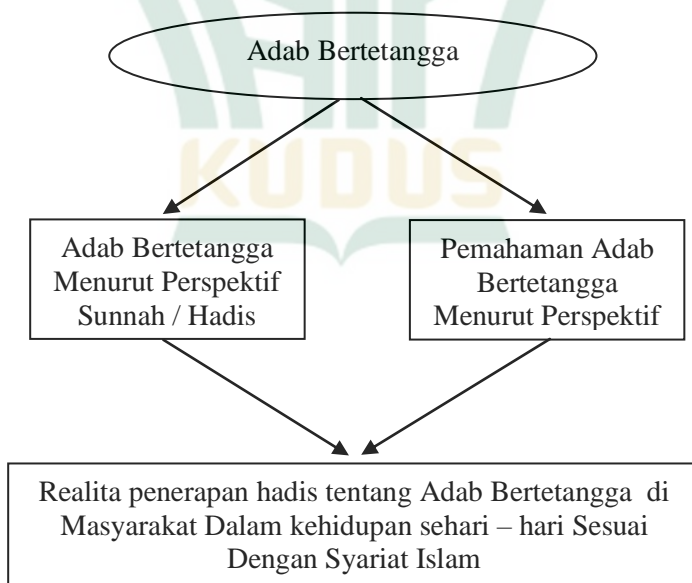 Adab Bertetangga
KUDUS
Adab Bertetangga
Menurut Perspektif
Sunnah / Hadis
Pemahaman Adab
Bertetangga
Menurut Perspektif
Realita penerapan hadis tentang Adab Bertetangga di
Masyarakat Dalam kehidupan sehari – hari Sesuai
Dengan Syariat Islam